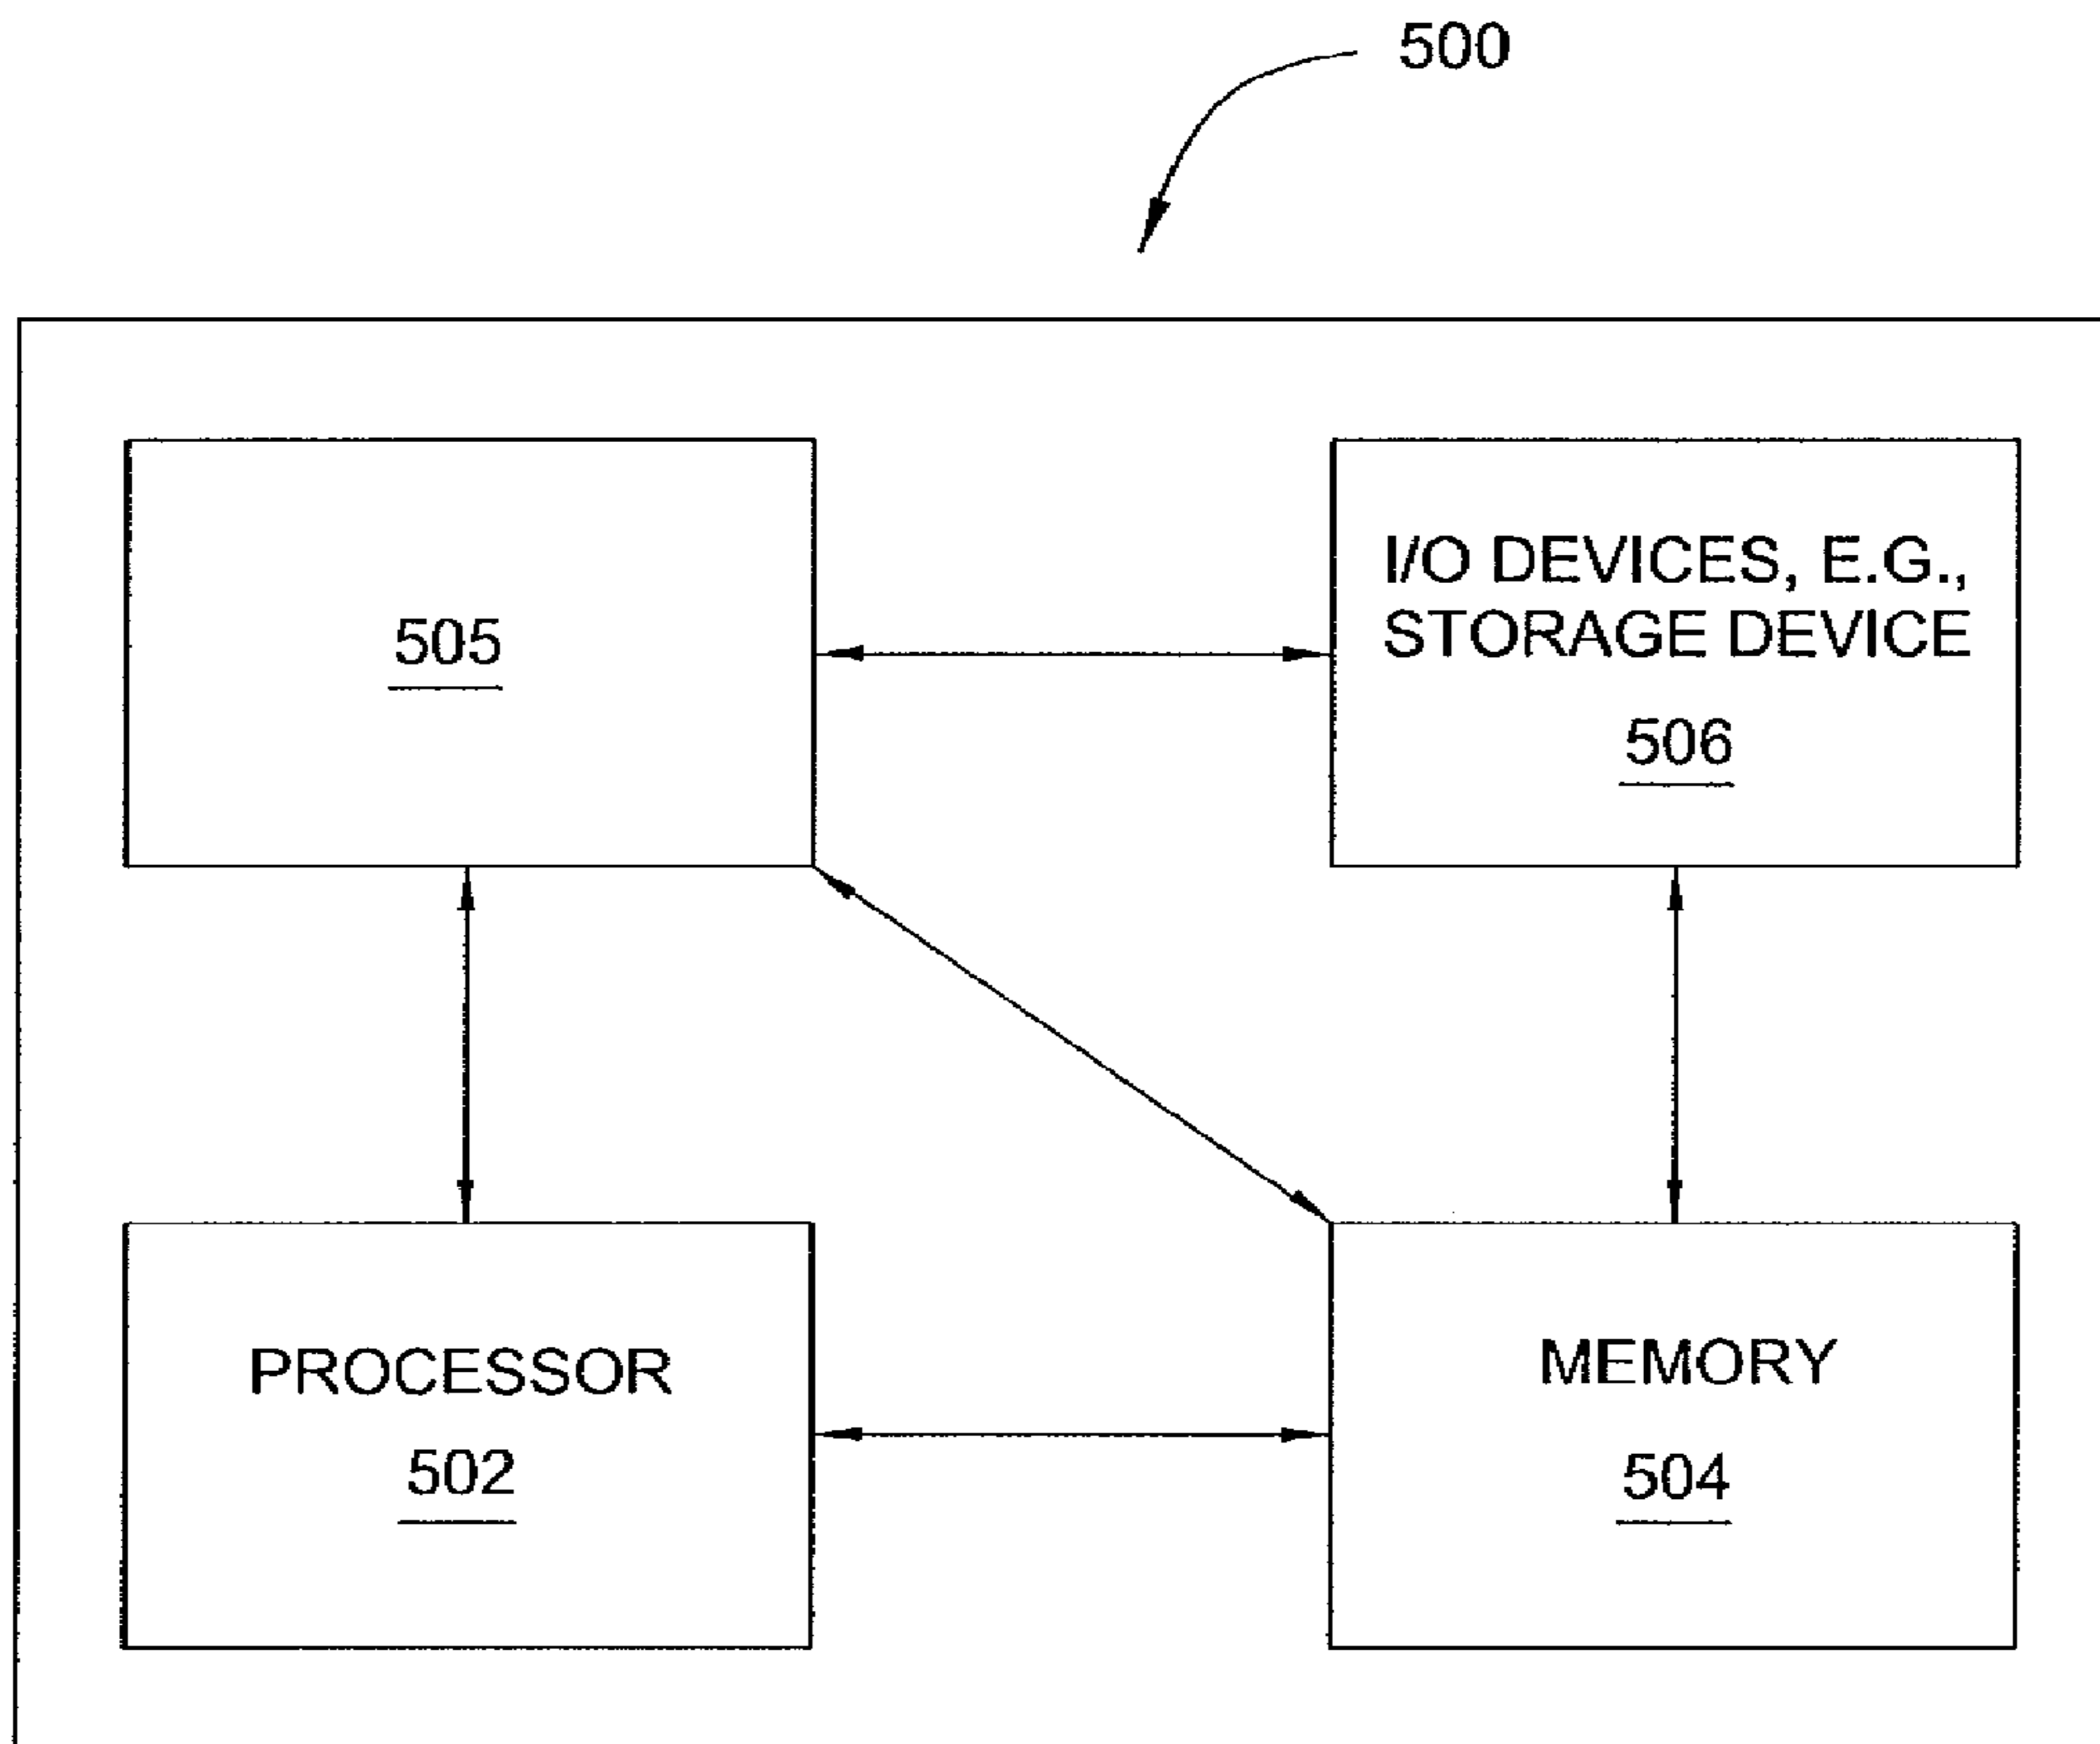 500
505
I/O DEVICES, E.G.,
STORAGE DEVICE
506
PROCESSOR
502
MEMORY
504